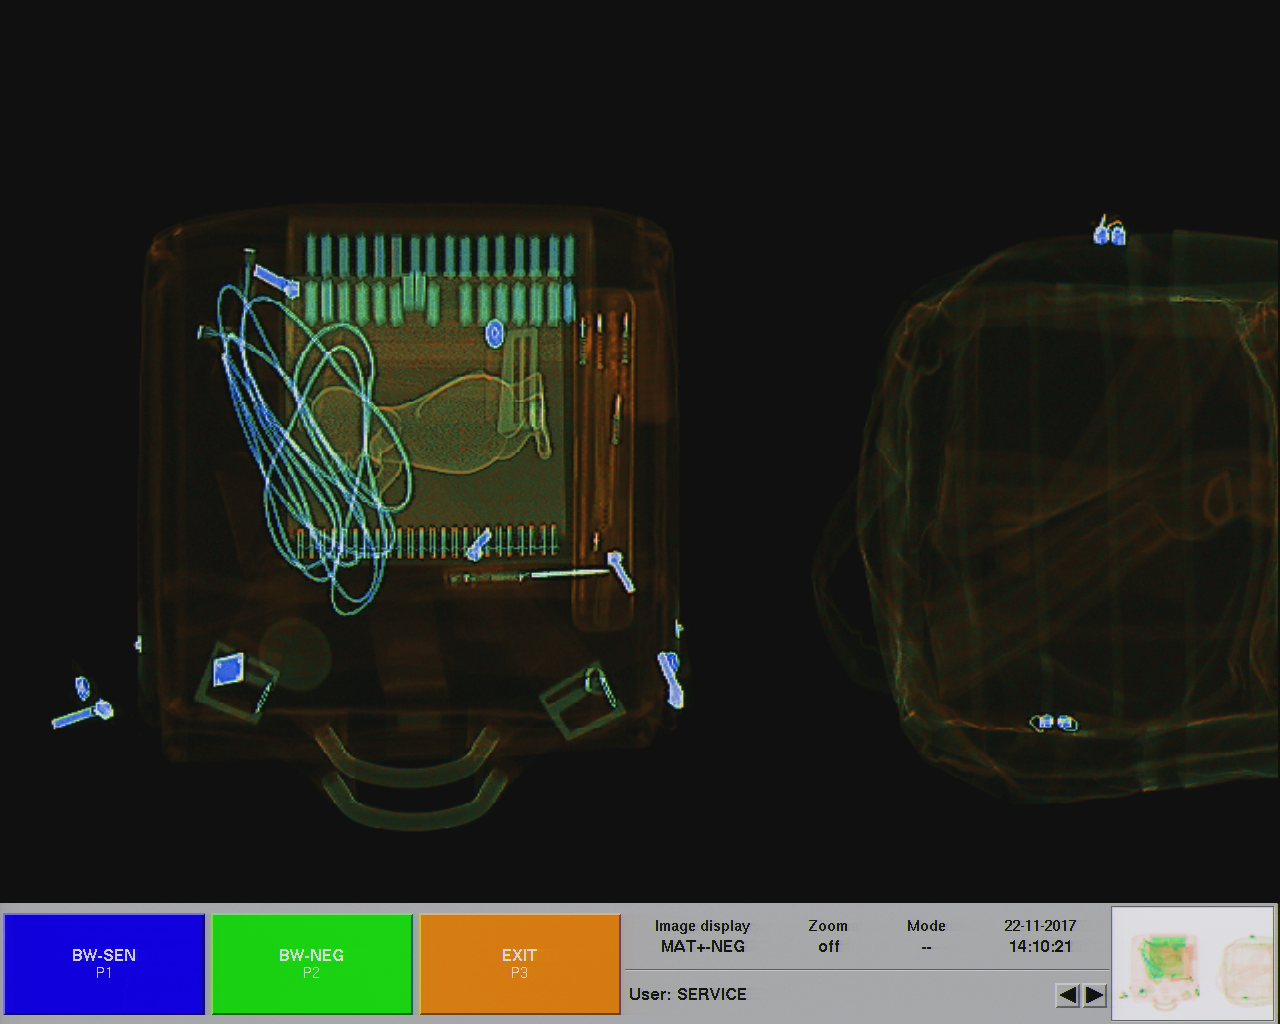 BW-SEN
P1
BW-NEG
P2
EXIT
P3
Image display
MAT+-NEG
Zoom
off
Mode
--
22-11-2017
14:10:21
User: SERVICE